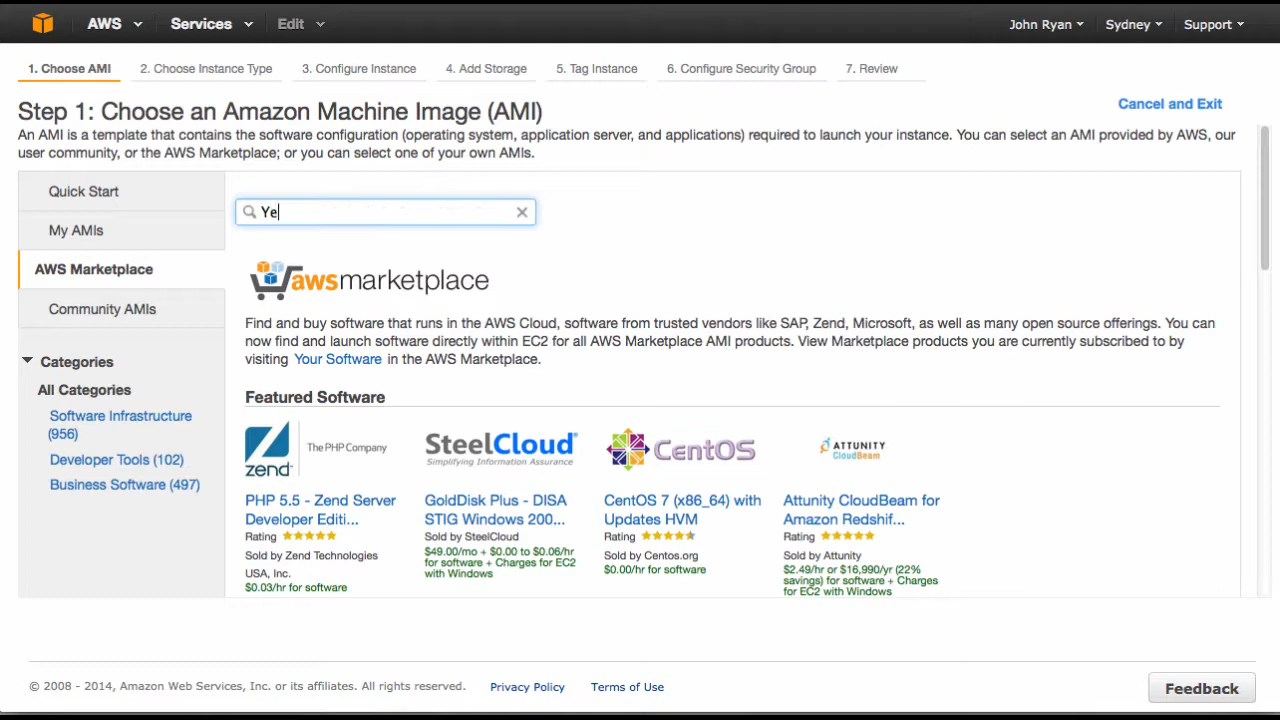 AWS Services Edit John Ryan Sydney Support
1. Choose AMI 2. Choose Instance Type 3. Configure Instance 4. Add Storage 5. Tag Instance 6. Configure Security Group 7. Review
Step 1: Choose an Amazon Machine Image (AMI)
Cancel and Exit
An AMI is a template that contains the software configuration (operating system, application server, and applications) required to launch your instance. You can select an AMI provided by AWS, our
user community, or the AWS Marketplace; or you can select one of your own AMIs.
Quick Start
My AMIs
AWS Marketplace
Community AMIs
Categories
All Categories
Software Infrastructure
(956)
Developer Tools (102)
Business Software (497)
Ye
awsmarketplace
Find and buy software that runs in the AWS Cloud, software from trusted vendors like SAP, Zend, Microsoft, as well as many open source offerings. You can
now find and launch software directly within EC2 for all AWS Marketplace AMI products. View Marketplace products you are currently subscribed to by
visiting Your Software in the AWS Marketplace.
Featured Software
zend The PHP Company
PHP 5.5 - Zend Server
Developer Editi...
Rating
Sold by Zend Technologies
USA, Inc.
$0.03/hr for software
SteelCloud
Simplifying Information Assurance
GoldDisk Plus - DISA
STIG Windows 200...
Sold by SteelCloud
$49.00/mo + $0.00 to $0.06/hr
for software + Charges for EC2
with Windows
CentOS
CentOS 7 (x86_64) with
Updates HVM
Rating
Sold by Centos.org
$0.00/hr for software
ATTUNITY
CloudBeam
Attunity CloudBeam for
Amazon Redshif...
Rating
Sold by Attunity
$2.49/hr or $16,990/yr (22%
savings) for software + Charges
for EC2 with Windows
© 2008 - 2014, Amazon Web Services, Inc. or its affiliates. All rights reserved. Privacy Policy Terms of Use
Feedback